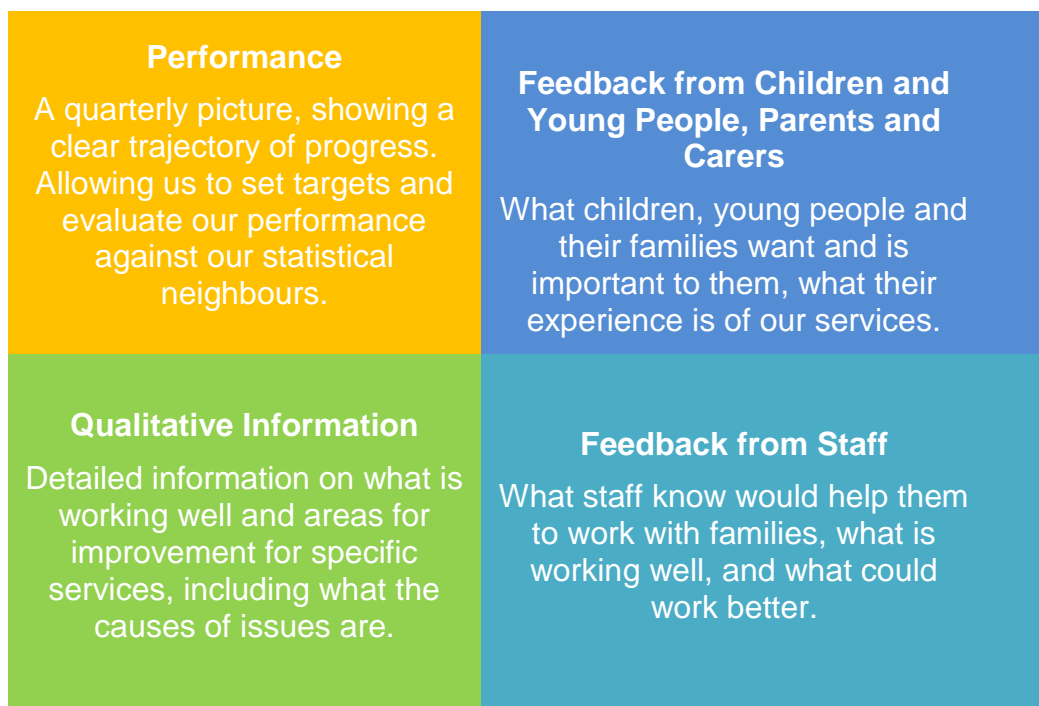 Performance
A quarterly picture, showing a
clear trajectory of progress.
Allowing us to set targets and
evaluate our performance
against our statistical
neighbours.
Feedback from Children and
Young People, Parents and
Carers
What children, young people and
their families want and is
important to them, what their
experience is of our services.
Qualitative Information
Detailed information on what is
working well and areas for
improvement for specific
services, including what the
causes of issues are.
Feedback from Staff
What staff know would help them
to work with families, what is
working well, and what could
work better.